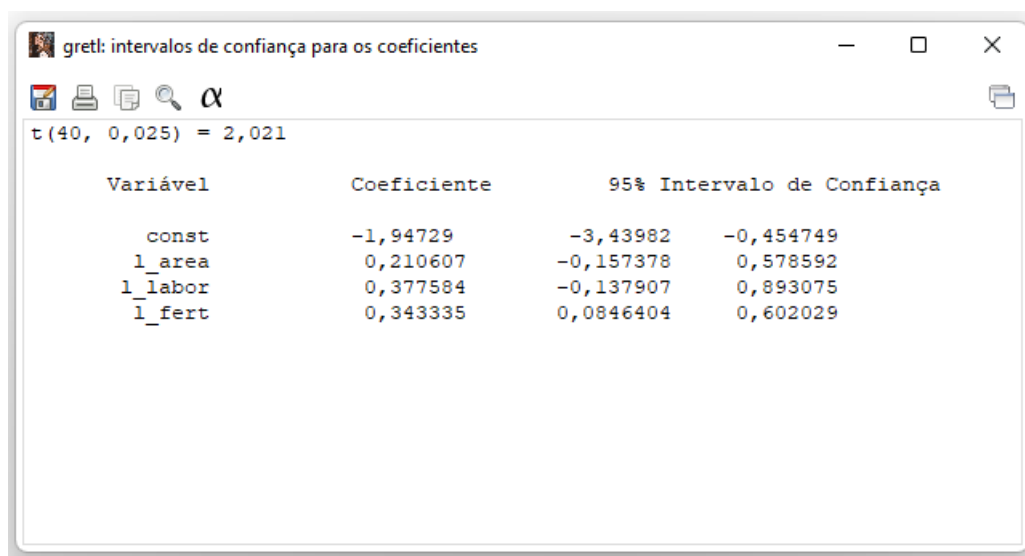 gretl: intervalos de confiança para os coeficientes
α
t(40, 0,025) = 2,021
Variável Coeficiente 95% Intervalo de Confiança
const -1,94729 -3,43982 -0,454749
l_area 0,210607 -0,157378 0,578592
l_labor 0,377584 -0,137907 0,893075
l_fert 0,343335 0,0846404 0,602029